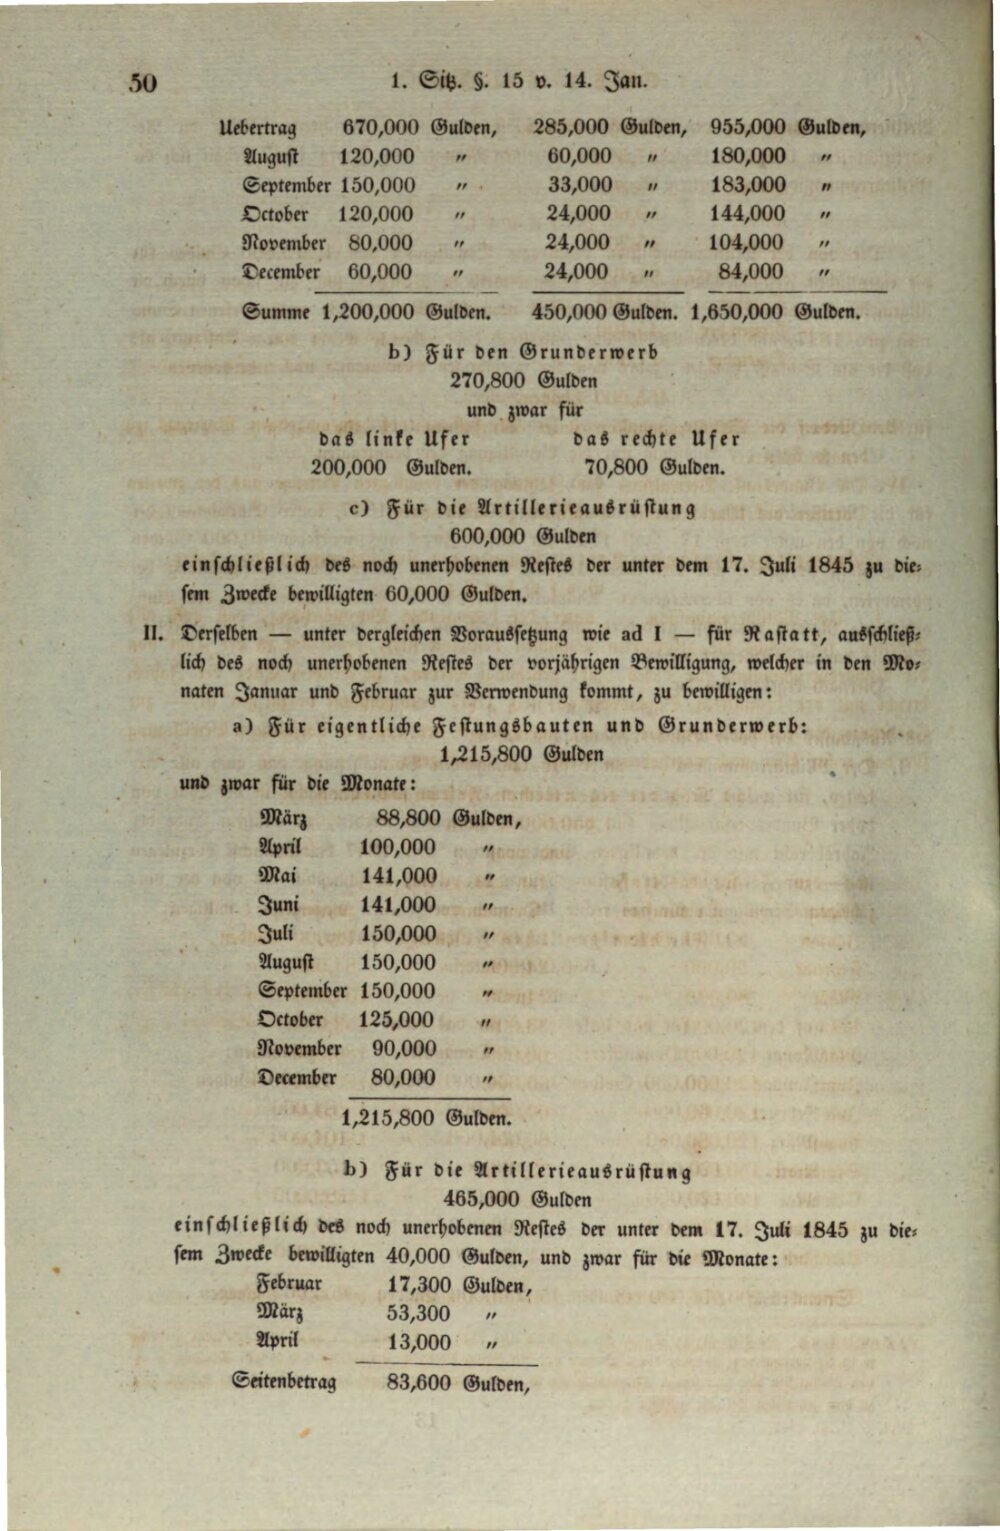 50 1. Sitz. §. 15 v. 14. Jan.
Uebertrag 670,000 Gulden, 285,000 Gulden, 955,000 Gulden,
August 120,000 „ 60,000 „ 180,000 „
September 150,000 „ 33,000 „ 183,000 „
October 120,000 „ 24,000 „ 144,000 „
November 80,000 „ 24,000 „ 104,000 „
December 60,000 „ 24,000 „ 84,000 „
Summe 1,200,000 Gulden. 450,000 Gulden. 1,650,000 Gulden.
b) Für den Grunderwerb
270,800 Gulden
und zwar für
das linke Ufer das rechte Ufer
200,000 Gulden. 70,800 Gulden.
c) Für die Artillerieausrüstung
600,000 Gulden
einschließlich des noch unerhobenen Restes der unter dem 17. Juli 1845 zu die-
sem Zwecke bewilligten 60,000 Gulden.
II. Derselben — unter dergleichen Voraussetzung wie ad I — für Rastatt, ausschließ-
lich des noch unerhobenen Restes der vorjährigen Bewilligung, welcher in den Mo-
naten Januar und Februar zur Verwendung kommt, zu bewilligen:
a) Für eigentliche Festungsbauten und Grunderwerb:
1,215,800 Gulden
und zwar für die Monate:
März 88,800 Gulden,
April 100,000 „
Mai 141,000 „
Juni 141,000 „
Juli 150,000 „
August 150,000 „
September 150,000 „
October 125,000 „
November 90,000 „
December 80,000 „
1,215,800 Gulden.
b) Für die Artillerieausrüstung
465,000 Gulden
einschließlich des noch unerhobenen Restes der unter dem 17. Juli 1845 zu die-
sem Zwecke bewilligten 40,000 Gulden, und zwar für die Monate:
Februar 17,300 Gulden,
März 53,300 „
April 13,000 „
Seitenbetrag 83,600 Gulden,